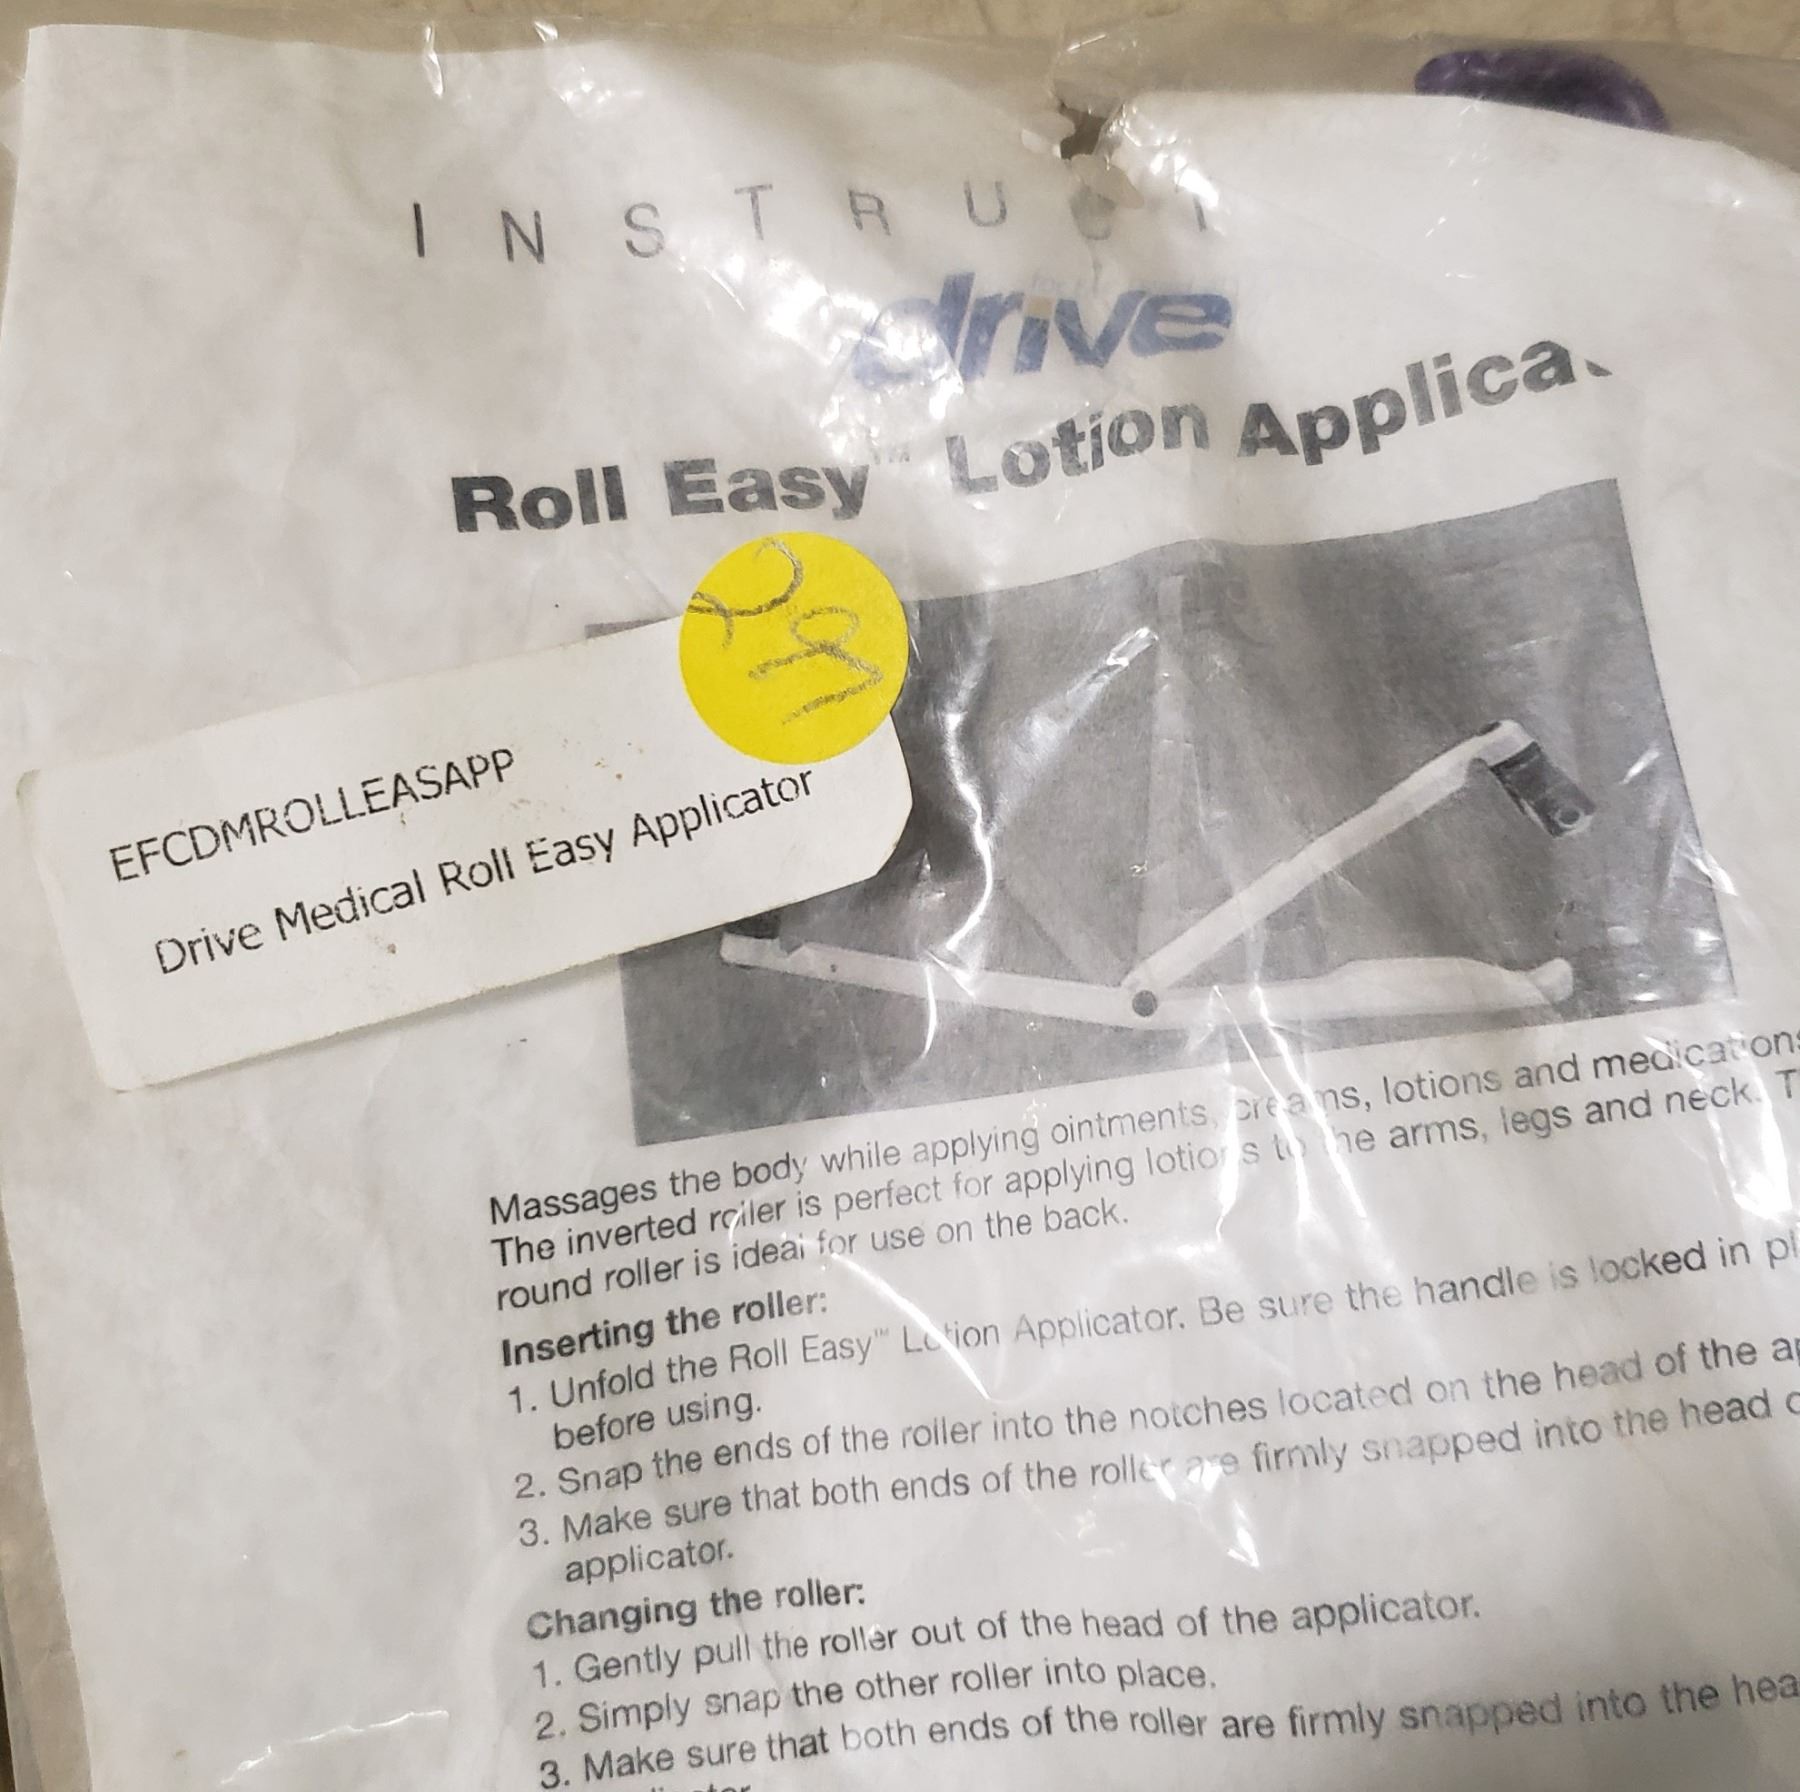 INSTRUCT
drive
Roll Easy™ Lotion Applica
EFCDMROLLEASAPP
Drive Medical Roll Easy Applicator
Massages the body while applying ointments, creams, lotions and medications
The inverted roller is perfect for applying lotions to the arms, legs and neck. T
round roller is ideal for use on the back.
Inserting the roller:
1. Unfold the Roll Easy™ Lotion Applicator. Be sure the handle is locked in pl
before using.
2. Snap the ends of the roller into the notches located on the head of the ap
3. Make sure that both ends of the roller are firmly snapped into the head o
applicator.
Changing the roller:
1. Gently pull the roller out of the head of the applicator.
2. Simply snap the other roller into place.
3. Make sure that both ends of the roller are firmly snapped into the hea